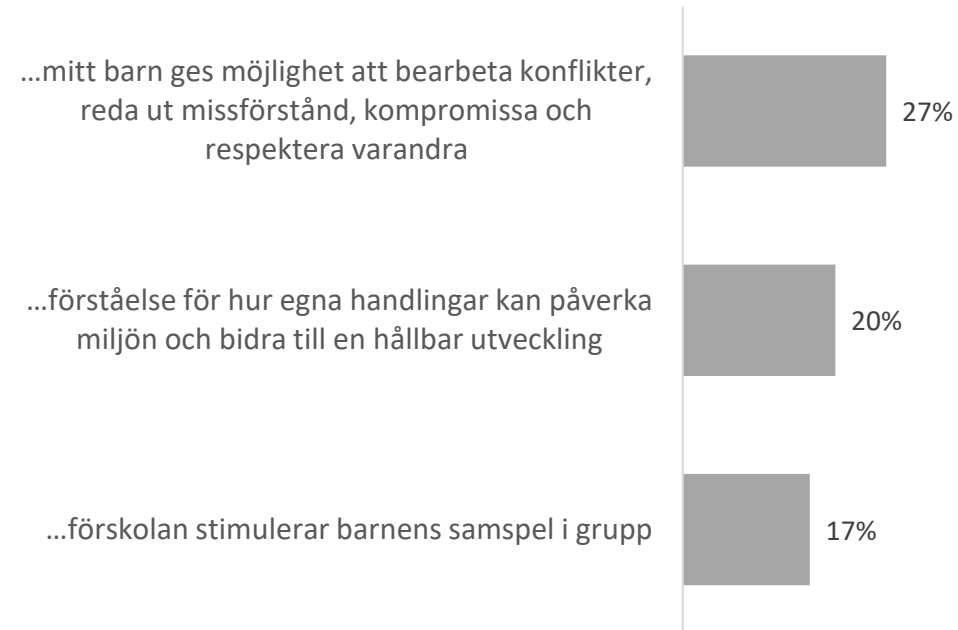 …mitt barn ges möjlighet att bearbeta konflikter,
reda ut missförstånd, kompromissa och
respektera varandra
27%
…förståelse för hur egna handlingar kan påverka
miljön och bidra till en hållbar utveckling
20%
…förskolan stimulerar barnens samspel i grupp
17%